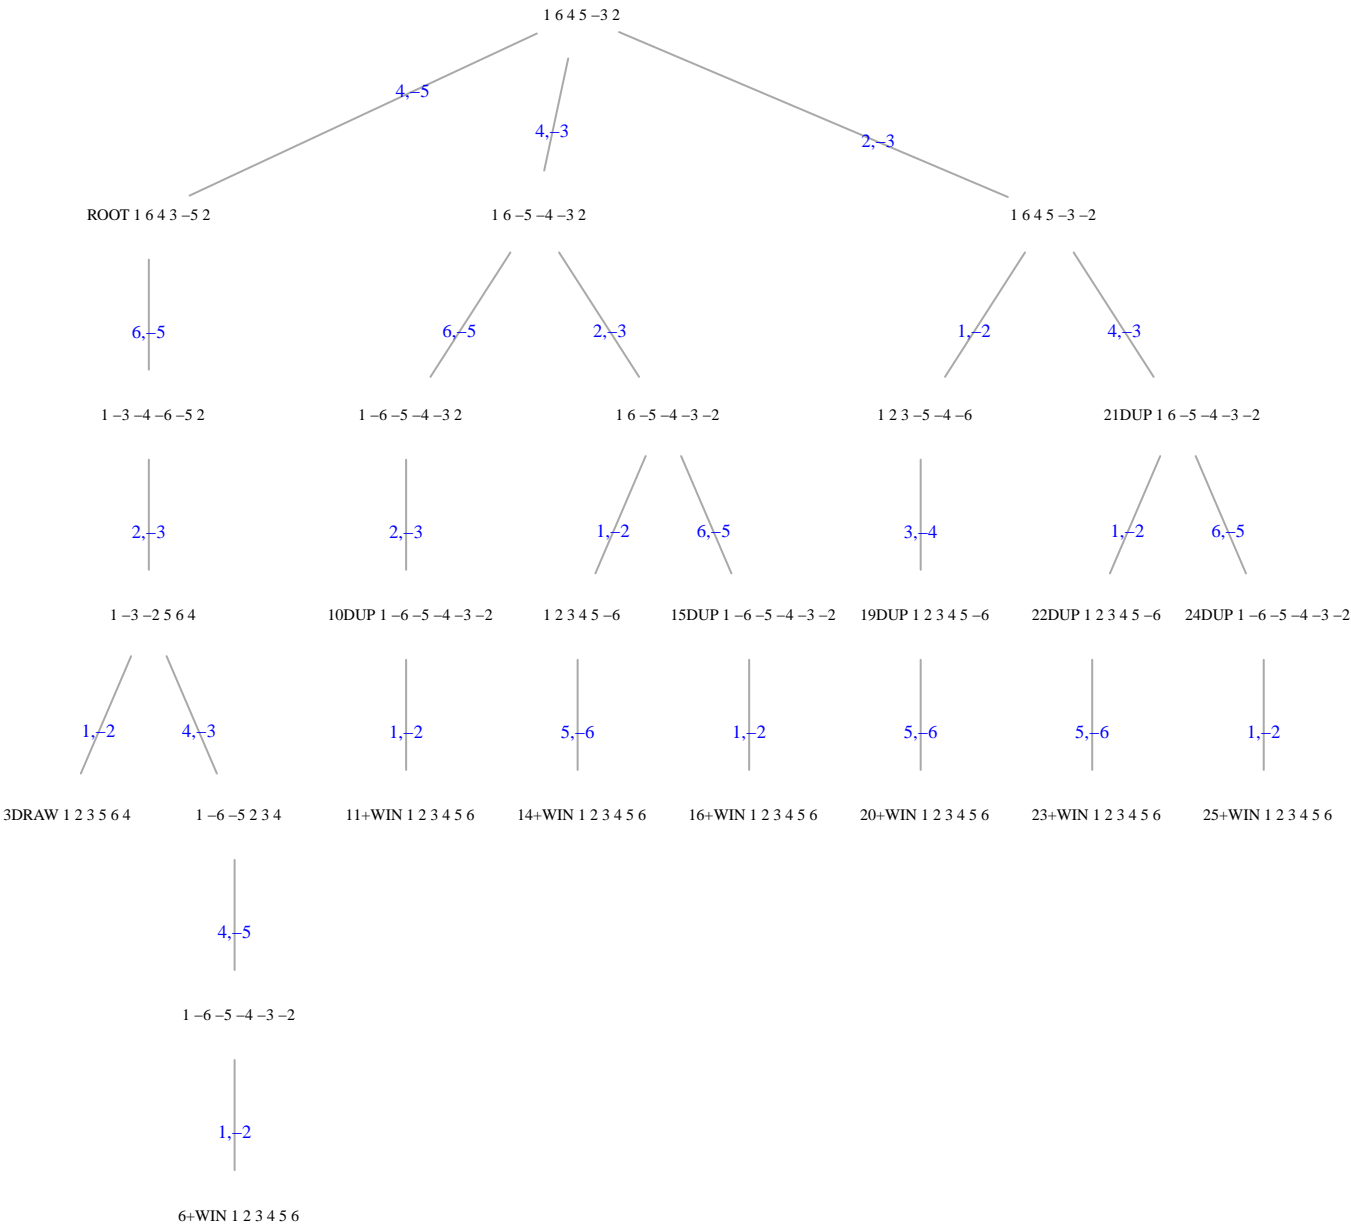 1 6 4 5 −3 2
4,−5
4,−3
2,−3
ROOT 1 6 4 3 −5 2
1 6 −5 −4 −3 2
1 6 4 5 −3 −2
6,−5
6,−5
2,−3
1,−2
4,−3
1 −3 −4 −6 −5 2
1 −6 −5 −4 −3 2
1 6 −5 −4 −3 −2
1 2 3 −5 −4 −6
21DUP 1 6 −5 −4 −3 −2
2,−3
2,−3
1,−2
6,−5
3,−4
1,−2
6,−5
1 −3 −2 5 6 4
10DUP 1 −6 −5 −4 −3 −2
1 2 3 4 5 −6
15DUP 1 −6 −5 −4 −3 −2
19DUP 1 2 3 4 5 −6
22DUP 1 2 3 4 5 −6
24DUP 1 −6 −5 −4 −3 −2
1,−2
4,−3
1,−2
5,−6
1,−2
5,−6
5,−6
1,−2
3DRAW 1 2 3 5 6 4
1 −6 −5 2 3 4
11+WIN 1 2 3 4 5 6
14+WIN 1 2 3 4 5 6
16+WIN 1 2 3 4 5 6
20+WIN 1 2 3 4 5 6
23+WIN 1 2 3 4 5 6
25+WIN 1 2 3 4 5 6
4,−5
1 −6 −5 −4 −3 −2
1,−2
6+WIN 1 2 3 4 5 6